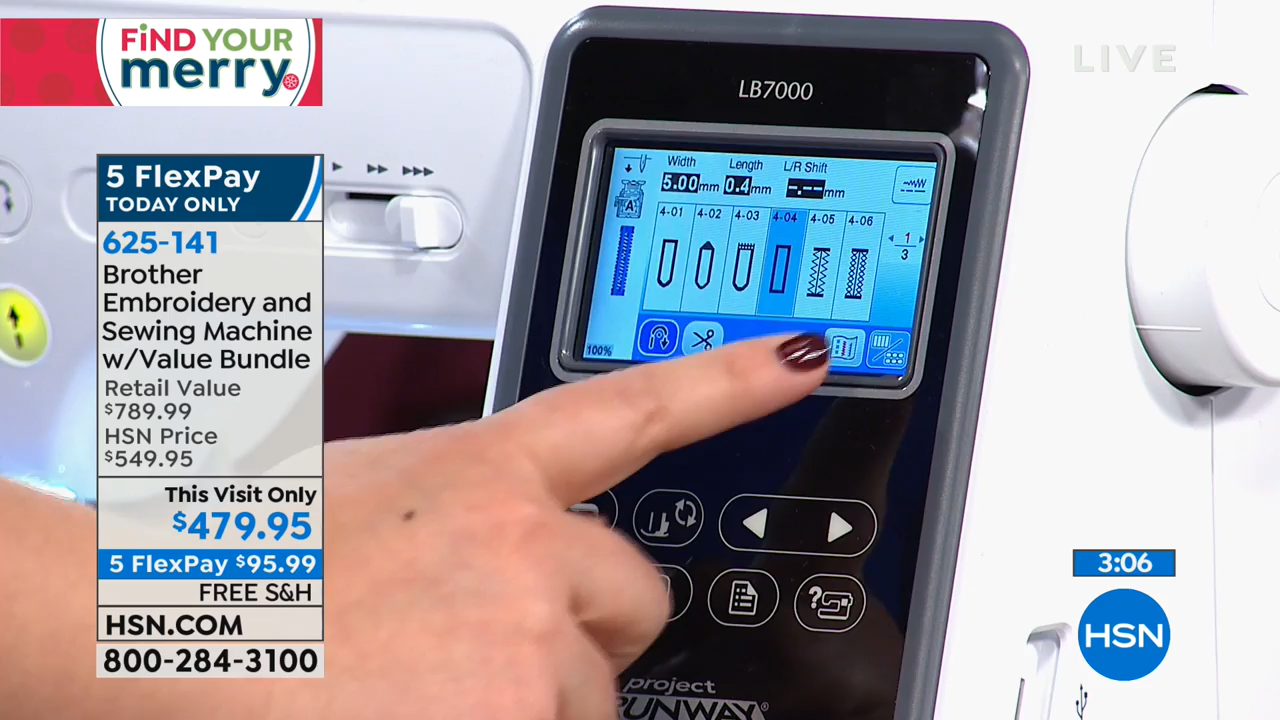 FiND YOUR
merry
LIVE
5 FlexPay
TODAY ONLY
625-141
Brother
Embroidery and
Sewing Machine
w/Value Bundle
Retail Value
$789.99
HSN Price
$549.95
This Visit Only
$479.95
5 FlexPay $95.99
FREE S&H
HSN.COM
800-284-3100
LB7000
Width
Length
L/R Shift
5.00mm
0.4mm
-.--mm
A
4-01
4-02
4-03
4-04
4-05
4-06
1
3
100%
?
project
RUNWAY®
3:06
HSN